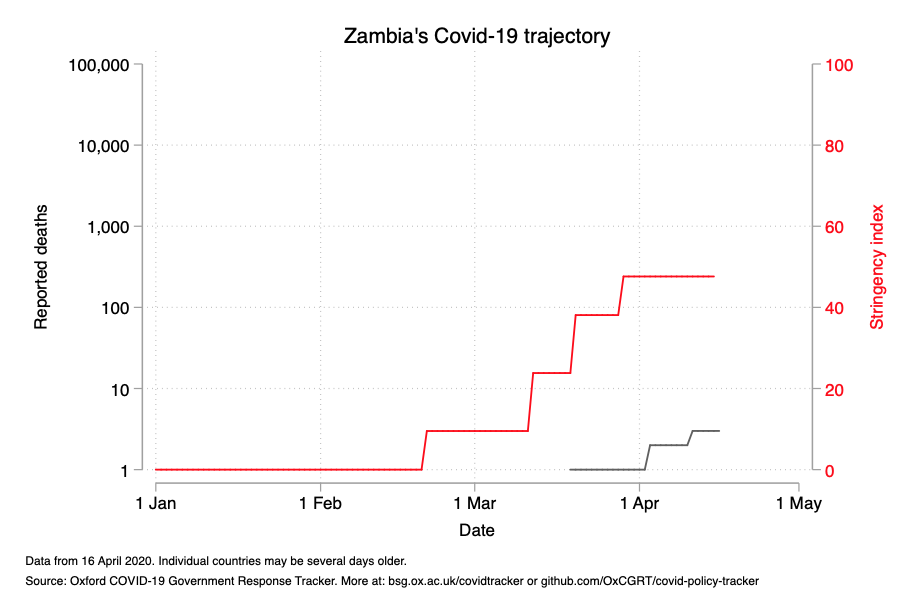 Zambia's Covid-19 trajectory
100,000
10,000
1,000
100
10
1
Reported deaths
100
80
60
40
20
0
Stringency index
1 Jan
1 Feb
1 Mar
1 Apr
1 May
Date
Data from 16 April 2020. Individual countries may be several days older.
Source: Oxford COVID-19 Government Response Tracker. More at: bsg.ox.ac.uk/covidtracker or github.com/OxCGRT/covid-policy-tracker